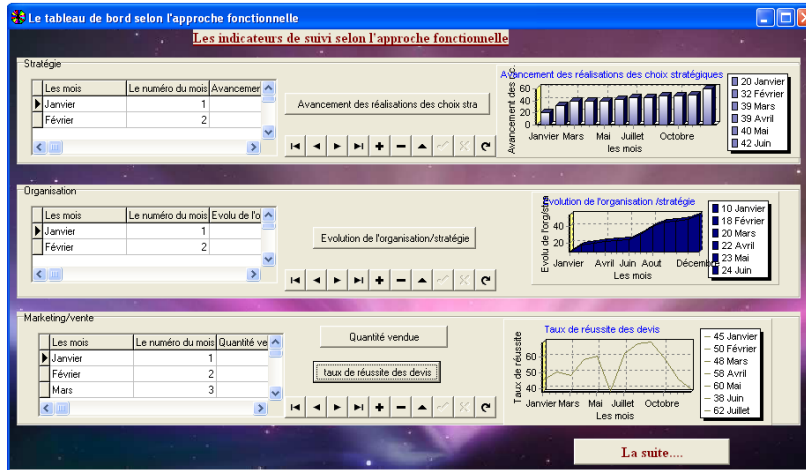 Le tableau de bord selon l'approche fonctionnelle
Les indicateurs de suivi selon l'approche fonctionnelle
Stratégie
Les mois Le numéro du mois Avancemer
Janvier 1
Février 2
Avancement des réalisations des choix stra
Avancement des réalisations des choix stratégiques
Avancement des
60
40
20
0
Janvier Mars Mai Juillet Octobre
les mois
20 Janvier
32 Février
39 Mars
39 Avril
40 Mai
42 Juin
Organisation
Les mois Le numéro du mois Evolu de l'o
Janvier 1
Février 2
Evolution de l'organisation/stratégie
Evolution de l'organisation /stratégie
Evolu de l'org/stra
40
20
Janvier Avril Juin Aout Décembre
Les mois
10 Janvier
18 Février
20 Mars
22 Avril
23 Mai
24 Juin
Marketing/vente
Les mois Le numéro du mois Quantité ve
Janvier 1
Février 2
Mars 3
Quantité vendue
taux de réussite des devis
Taux de réussite des devis
Taux de réussite
60
50
40
Janvier Mars Mai Juillet Octobre
Les mois
45 Janvier
50 Février
48 Mars
58 Avril
60 Mai
38 Juin
62 Juillet
La suite....